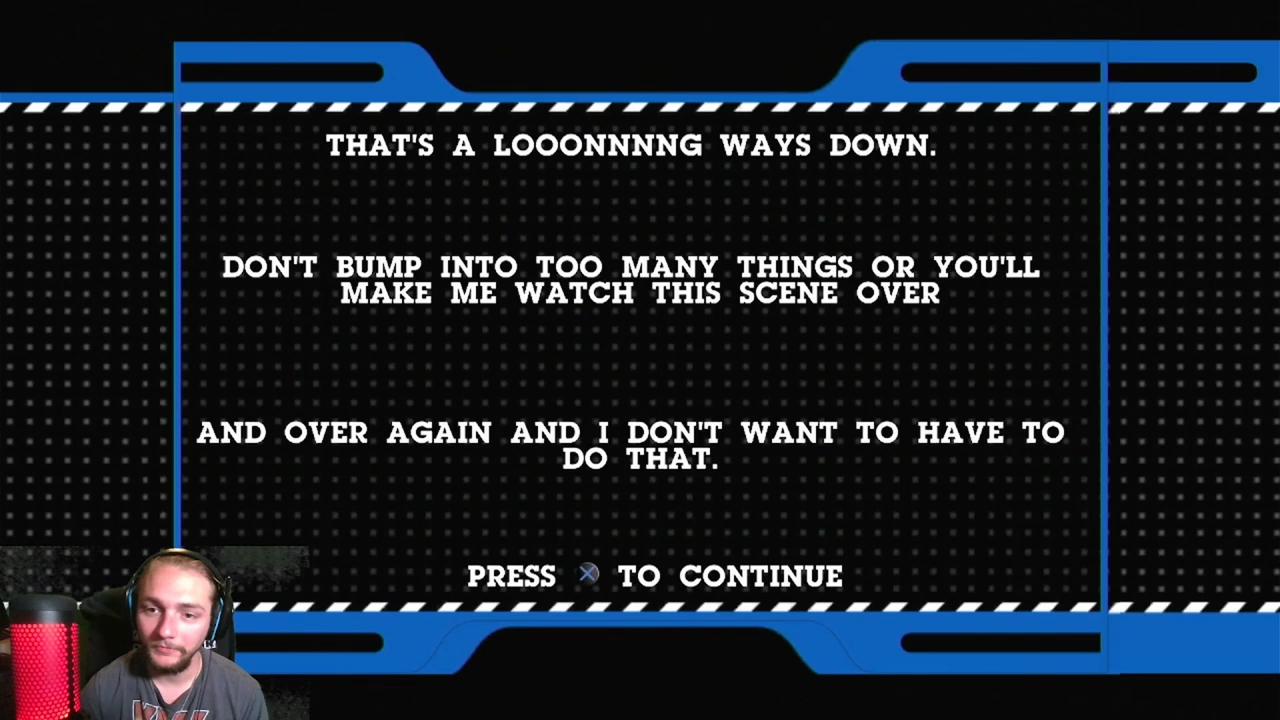 THAT'S A LOOONNNNG WAYS DOWN.
DON'T BUMP INTO TOO MANY THINGS OR YOU'LL
MAKE ME WATCH THIS SCENE OVER
AND OVER AGAIN AND I DON'T WANT TO HAVE TO
DO THAT.
PRESS TO CONTINUE